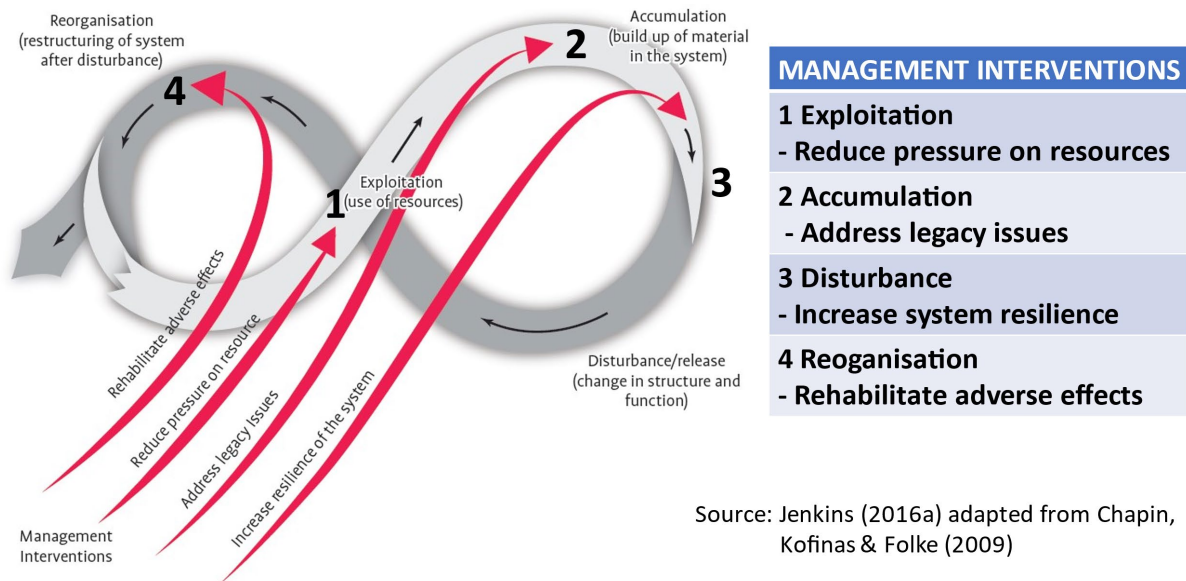 Reorganisation
(restructuring of system
after disturbance)
4
Accumulation
(build up of material
in the system)
2
Exploitation
(use of resources)
1
3
Disturbance/release
(change in structure and
function)
Rehabilitate adverse effects
Reduce pressure on resource
Address legacy Issues
Increase resilience of the system
Management
Interventions
MANAGEMENT INTERVENTIONS
1 Exploitation
- Reduce pressure on resources
2 Accumulation
- Address legacy issues
3 Disturbance
- Increase system resilience
4 Reoganisation
- Rehabilitate adverse effects
Source: Jenkins (2016a) adapted from Chapin,
Kofinas & Folke (2009)